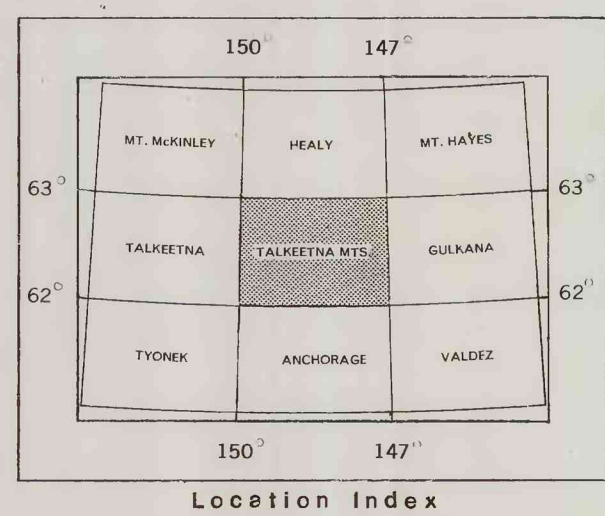 150° 147°
MT. McKINLEY HEALY MT. HAYES
63° 63°
TALKEETNA TALKEETNA MTS. GULKANA
62° 62°
TYONEK ANCHORAGE VALDEZ
150° 147°
Location Index